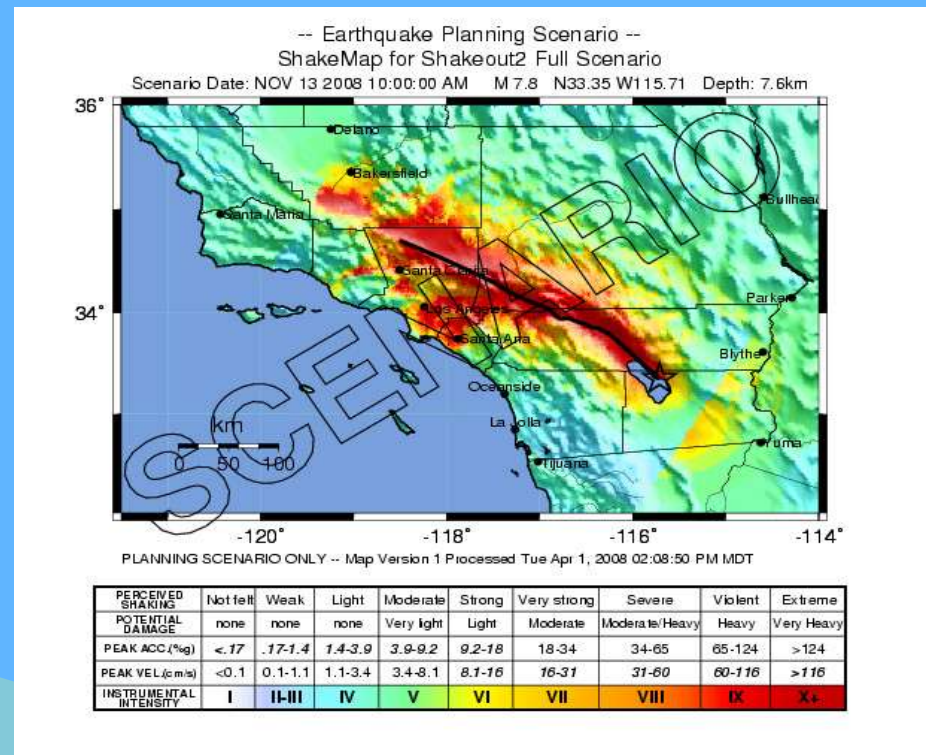 -- Earthquake Planning Scenario --
ShakeMap for Shakeout2 Full Scenario
Scenario Date: NOV 13 2008 10:00:00 AM M 7.8 N33.35 W115.71 Depth: 7.6km
36°
Delano
Bakersfield
Bullhead
Santa Maria
Santa Clarita
Parker
34°
Los Angeles
Santa Ana
Blythe
Oceanside
La Jolla
Yuma
Tijuana
SCENARIO
km
0 50 100
-120° -118° -116° -114°
PLANNING SCENARIO ONLY -- Map Version 1 Processed Tue Apr 1, 2008 02:08:50 PM MDT
PERCEIVED SHAKING Not felt Weak Light Moderate Strong Very strong Severe Violent Extreme
POTENTIAL DAMAGE none none none Very light Light Moderate Moderate/Heavy Heavy Very Heavy
PEAK ACC.(%g) <.17 .17-1.4 1.4-3.9 3.9-9.2 9.2-18 18-34 34-65 65-124 >124
PEAK VEL.(cm/s) <0.1 0.1-1.1 1.1-3.4 3.4-8.1 8.1-16 16-31 31-60 60-116 >116
INSTRUMENTAL INTENSITY I II-III IV V VI VII VIII IX X+